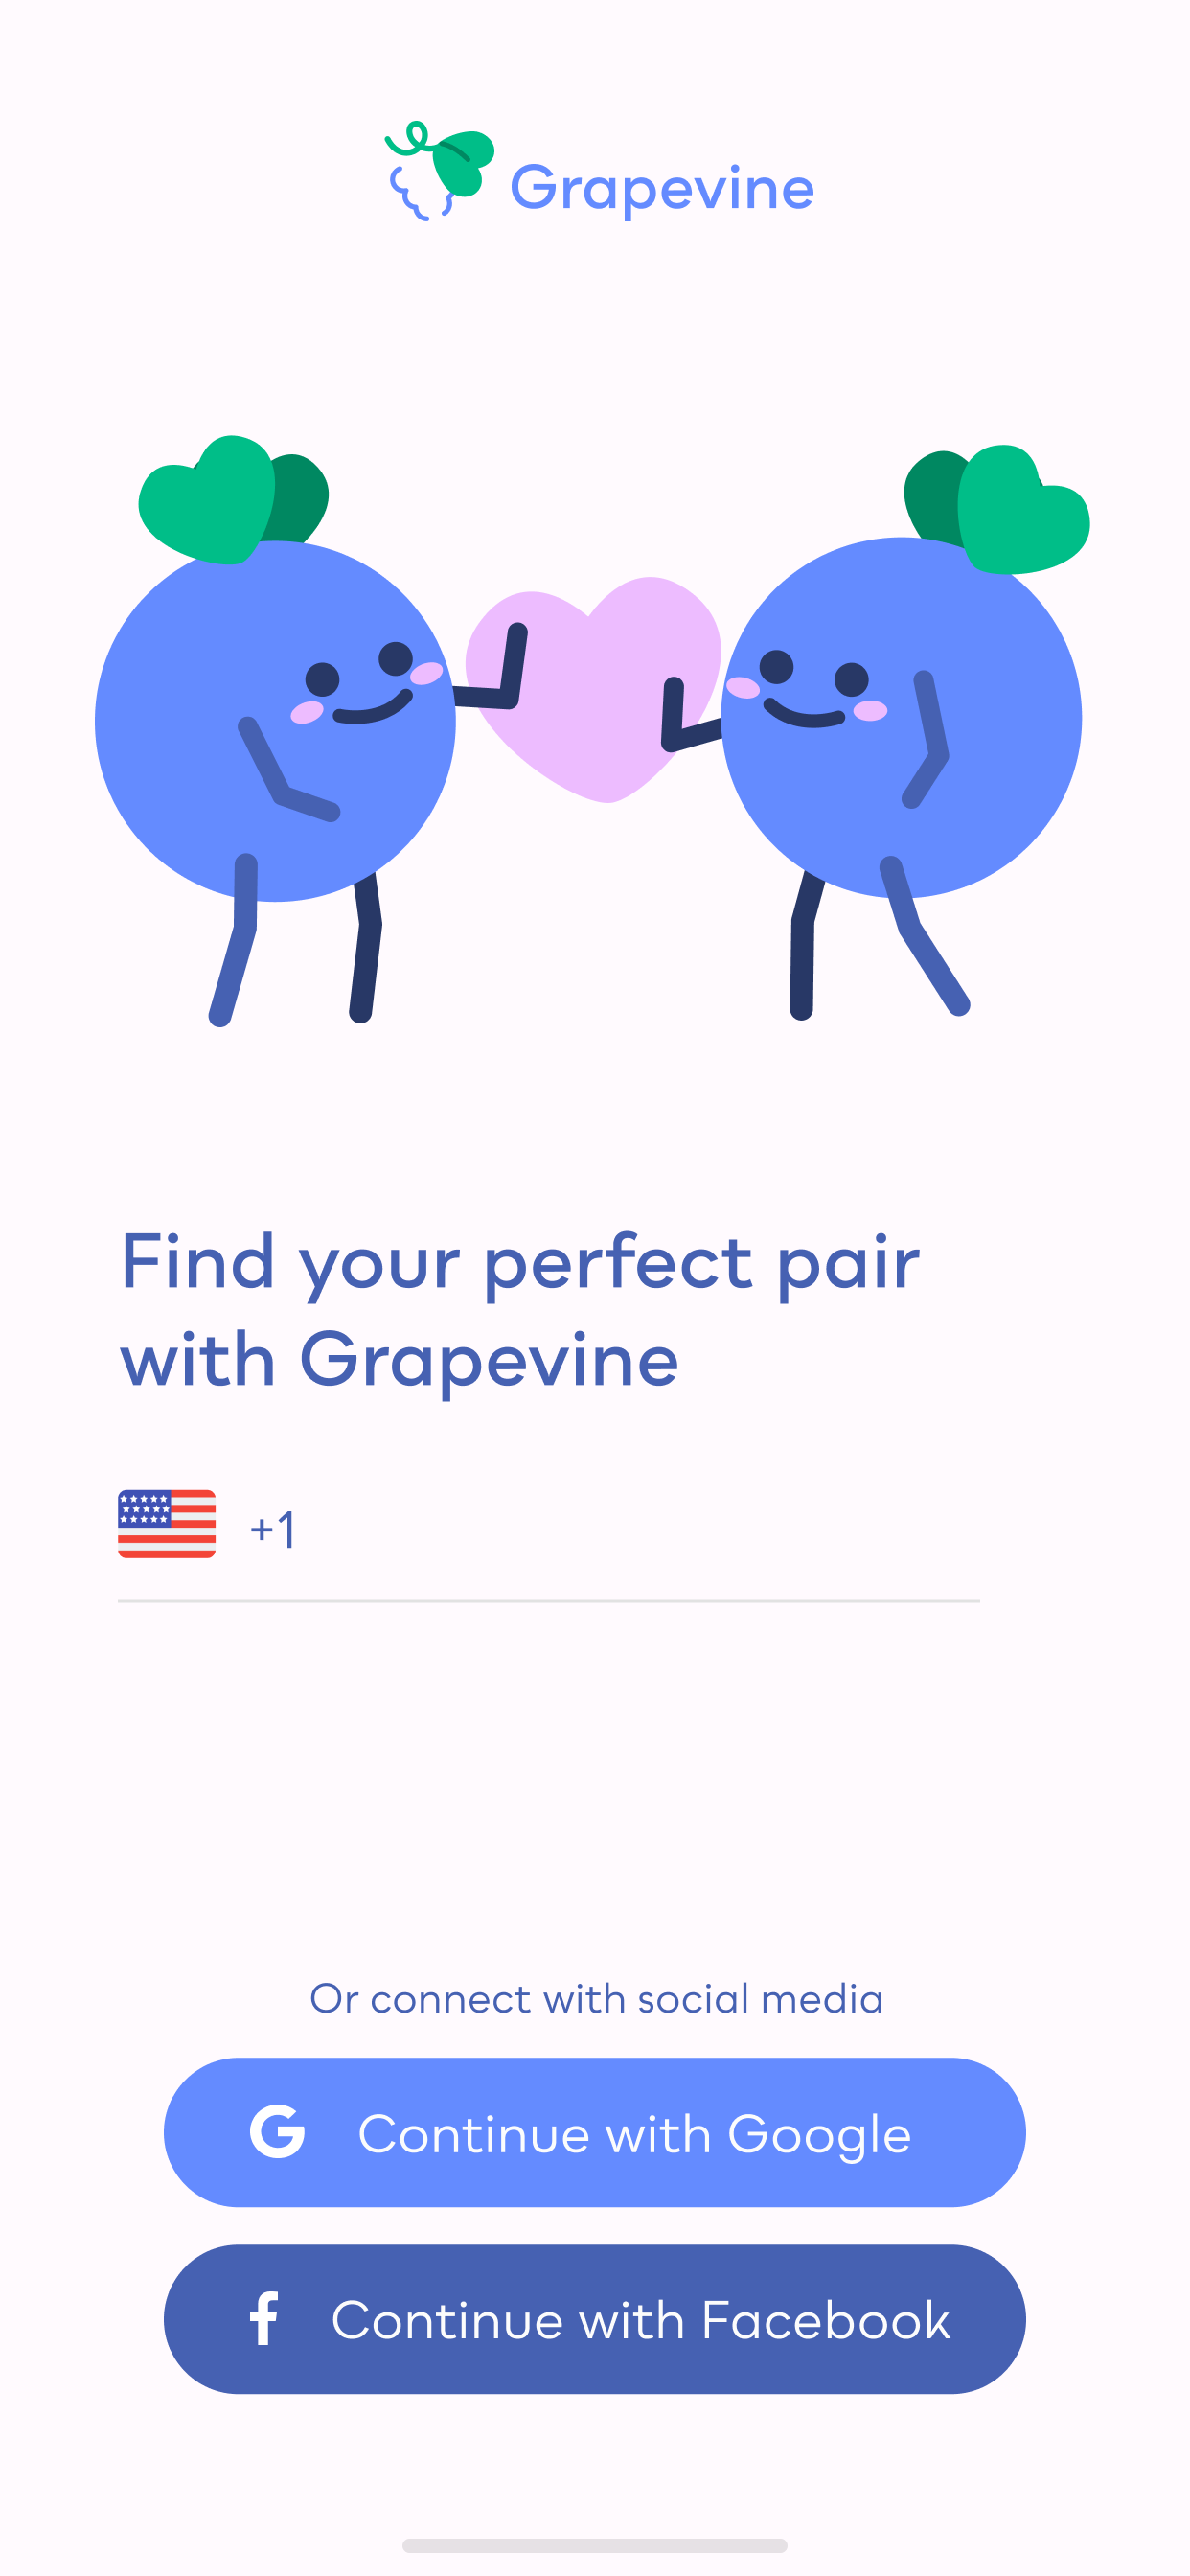 Grapevine
Find your perfect pair
with Grapevine
+1
Or connect with social media
G Continue with Google
f Continue with Facebook